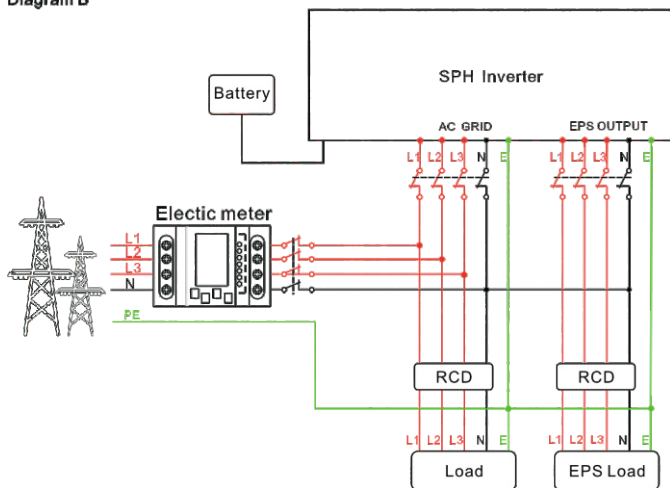 Diagram B
SPH Inverter
Battery
AC GRID
EPS OUTPUT
L1 L2 L3 N E
L1 L2 L3 N E
Electic meter
L1
L2
L3
N
PE
RCD
RCD
L1 L2 L3 N E
L1 L2 L3 N E
Load
EPS Load